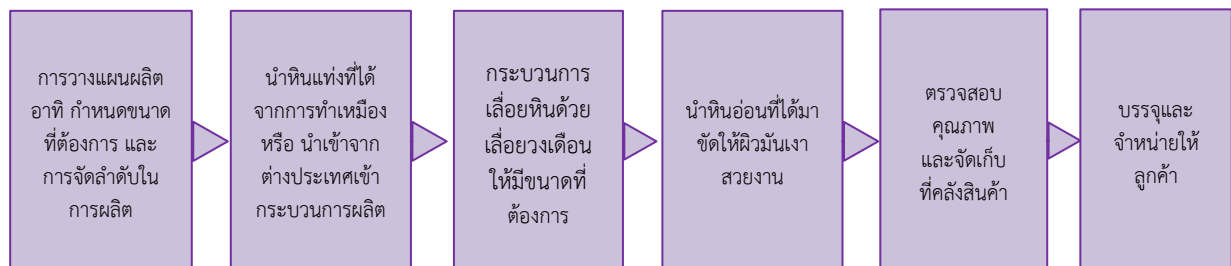 การวางแผนผลิต
อาทิ กำหนดขนาด
ที่ต้องการ และ
การจัดลำดับใน
การผลิต
นำหินแท่งที่ได้
จากการทำเหมือง
หรือ นำเข้าจาก
ต่างประเทศเข้า
กระบวนการผลิต
กระบวนการ
เลื่อยหินด้วย
เลื่อยวงเดือน
ให้มีขนาดที่
ต้องการ
นำหินอ่อนที่ได้มา
ขัดให้ผิวมันเงา
สวยงาน
ตรวจสอบ
คุณภาพ
และจัดเก็บ
ที่คลังสินค้า
บรรจุและ
จำหน่ายให้
ลูกค้า